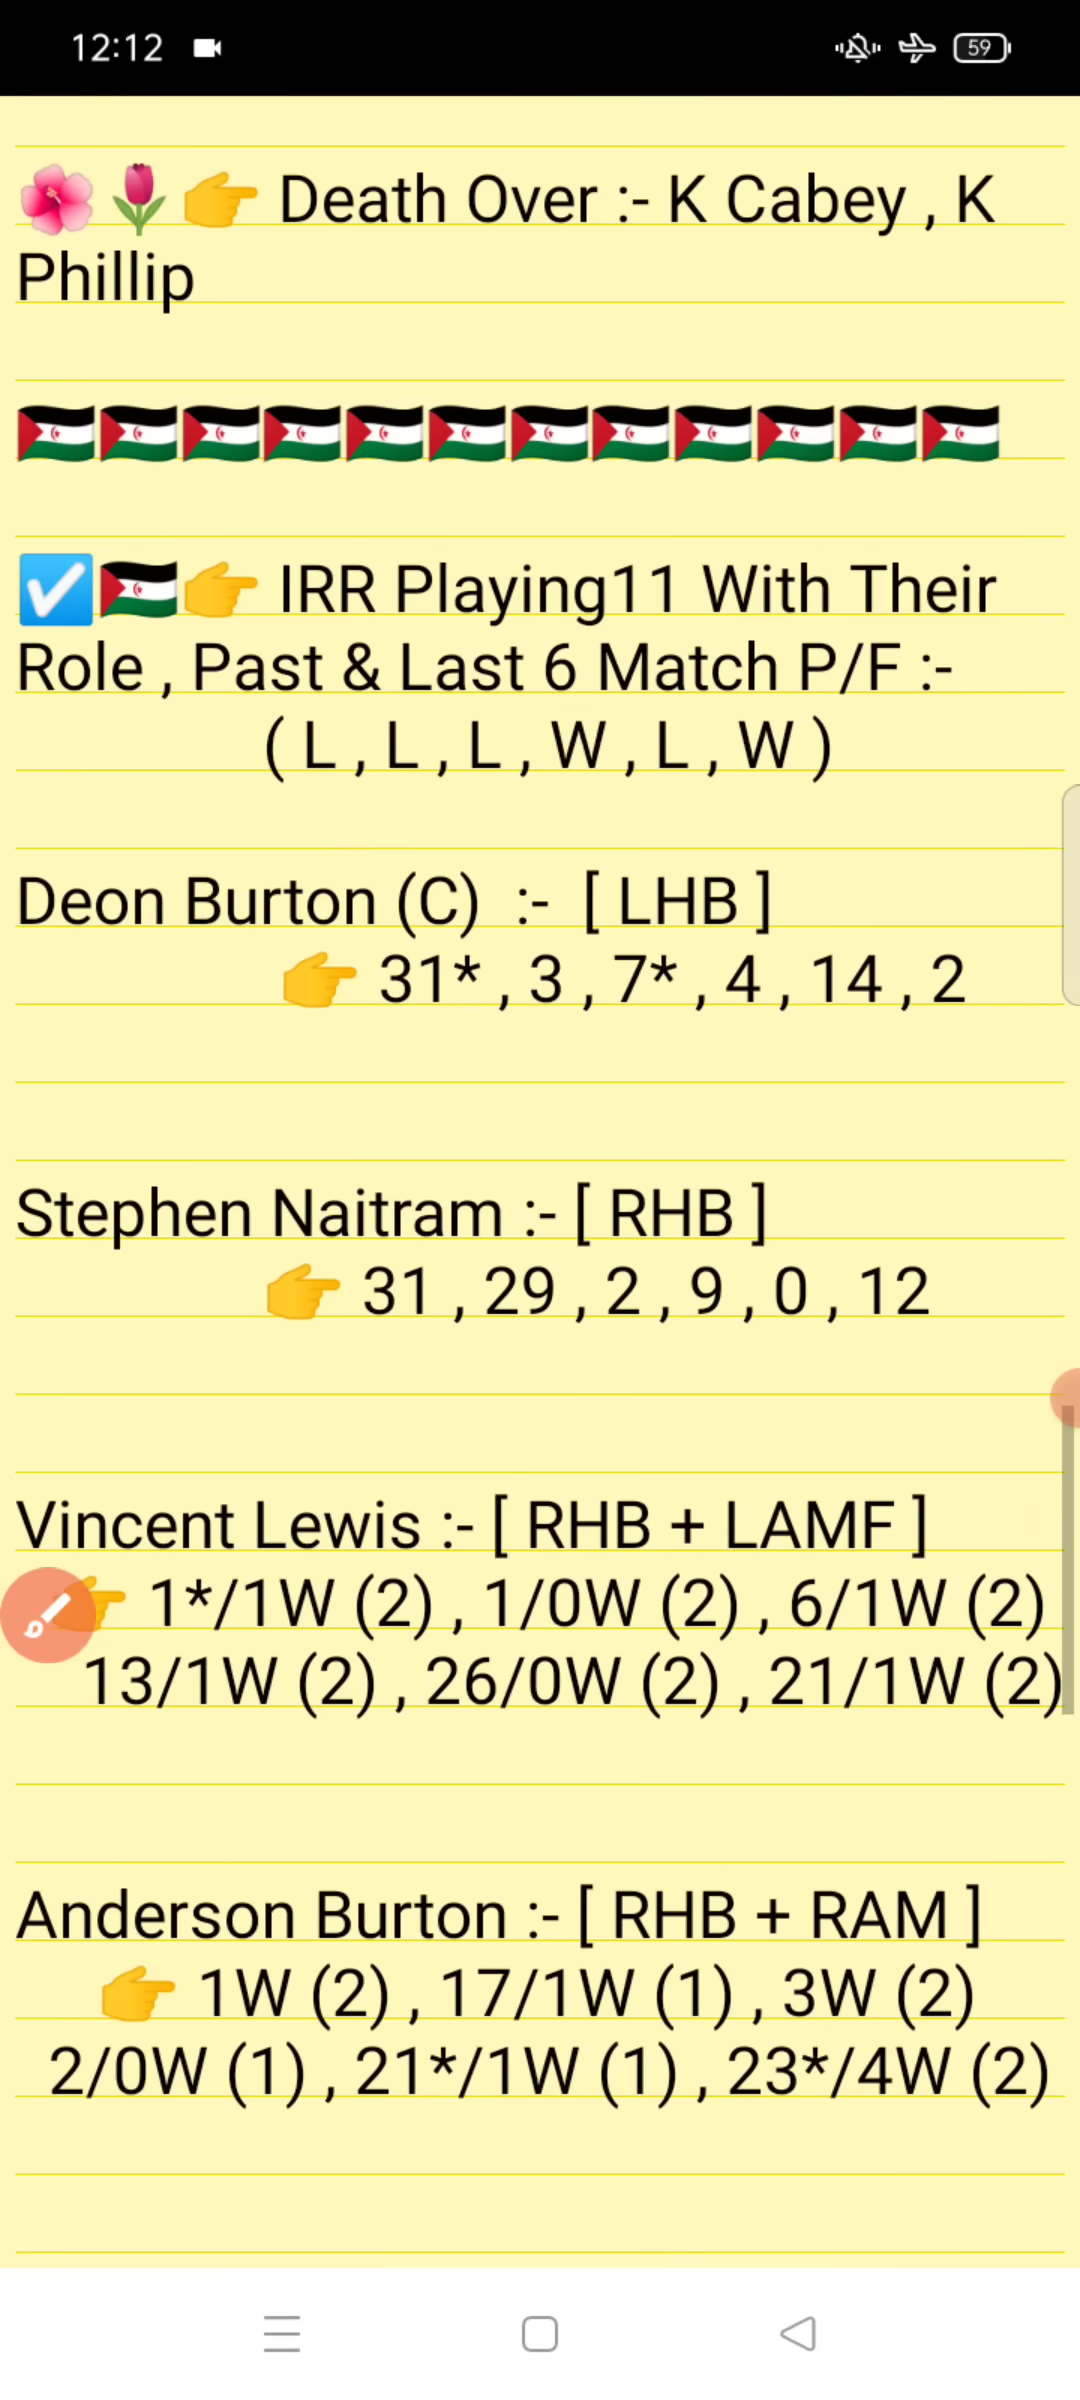 12:12
59
🌺🌷👉 Death Over :- K Cabey , K
Phillip
🇪🇭🇪🇭🇪🇭🇪🇭🇪🇭🇪🇭🇪🇭🇪🇭🇪🇭🇪🇭🇪🇭🇪🇭
☑️🇪🇭👉 IRR Playing11 With Their
Role , Past & Last 6 Match P/F :-
( L , L , L , W , L , W )
Deon Burton (C) :- [ LHB ]
👉 31* , 3 , 7* , 4 , 14 , 2
Stephen Naitram :- [ RHB ]
👉 31 , 29 , 2 , 9 , 0 , 12
Vincent Lewis :- [ RHB + LAMF ]
👉 1*/1W (2) , 1/0W (2) , 6/1W (2)
13/1W (2) , 26/0W (2) , 21/1W (2)
Anderson Burton :- [ RHB + RAM ]
👉 1W (2) , 17/1W (1) , 3W (2)
2/0W (1) , 21*/1W (1) , 23*/4W (2)